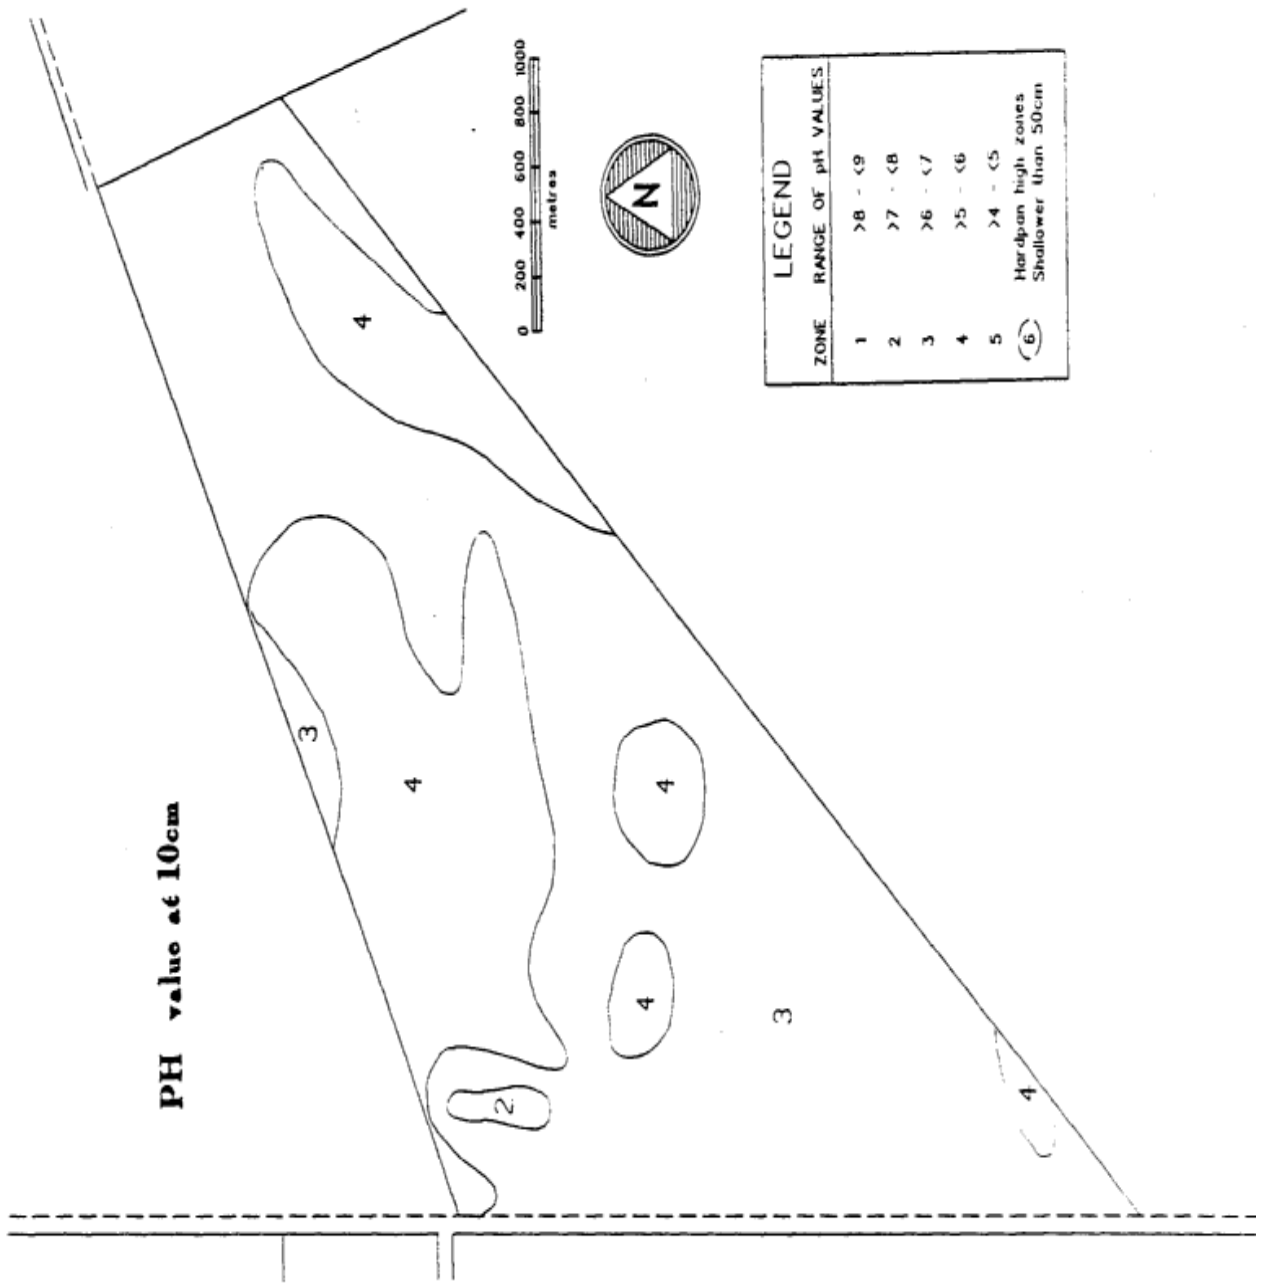 PH value at 10cm
0 200 400 600 800 1000
metres
N
LEGEND
ZONE RANGE OF pH VALUES
1 >8 - <9
2 >7 - <8
3 >6 - <7
4 >5 - <6
5 >4 - <5
6 Hardpan high zones
Shallower than 50cm
4
3
4
4
4
2
3
4